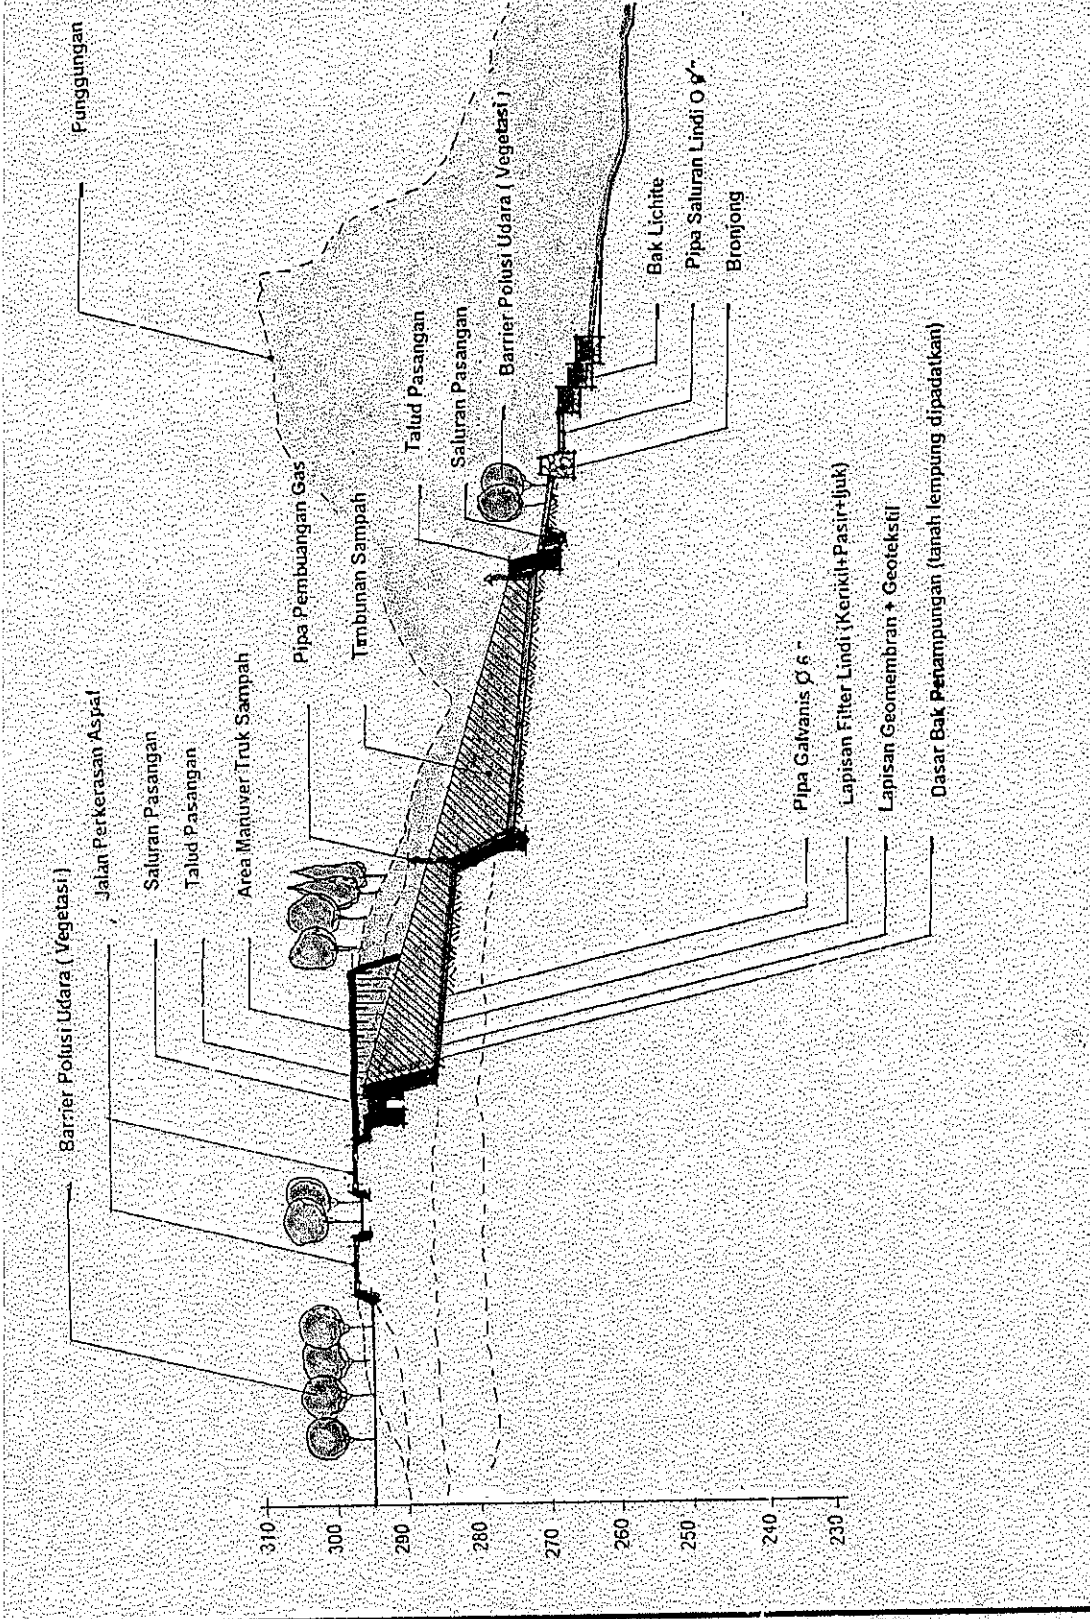 Barrier Polusi Udara ( Vegetasi )
Jalan Perkerasan Aspal
Saluran Pasangan
Talud Pasangan
Area Manuver Truk Sampah
Pipa Pembuangan Gas
Timbunan Sampah
Talud Pasangan
Saluran Pasangan
Barrier Polusi Udara ( Vegetasi )
Punggungan
310
300
290
280
270
260
250
240
230
Pipa Galvanis Ø 6 "
Lapisan Filter Lindi (Kerikil+Pasir+Ijuk)
Lapisan Geomembran + Geotekstil
Dasar Bak Penampungan (tanah lempung dipadatkan)
Bak Lichite
Pipa Saluran Lindi
Bronjong